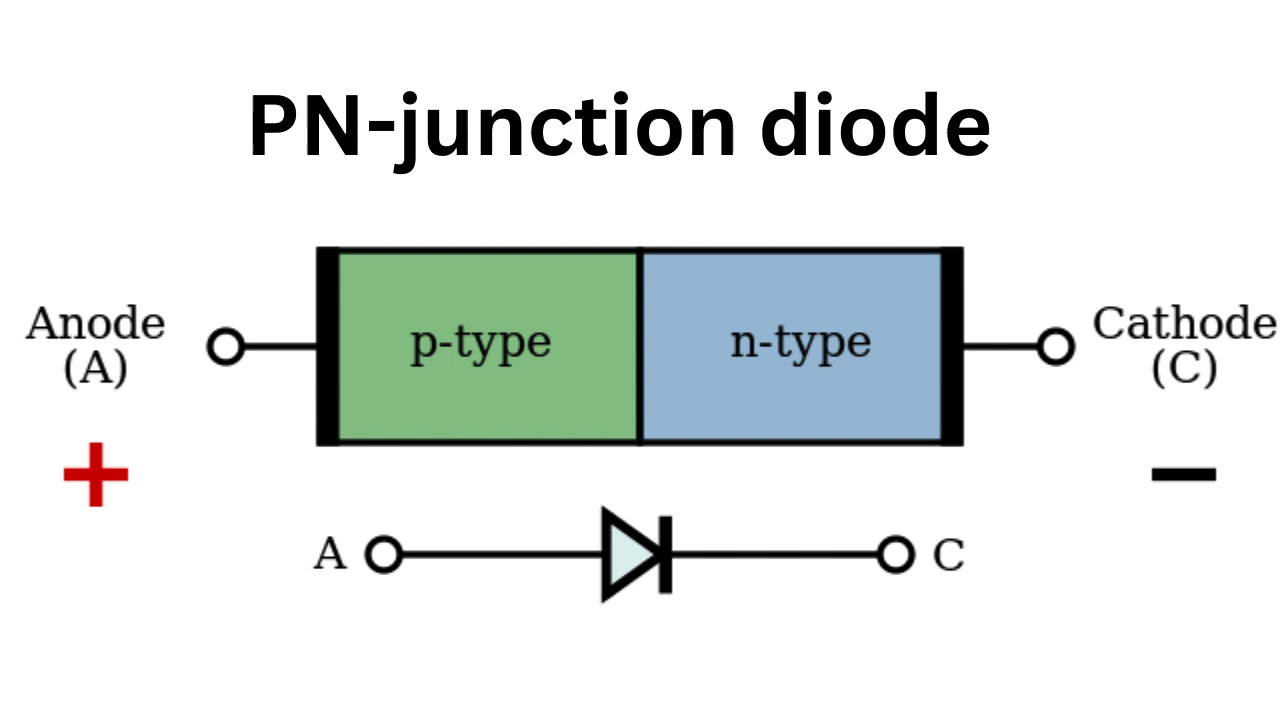 PN-junction diode
Anode
(A)
p-type
n-type
Cathode
(C)
+
−
A
C